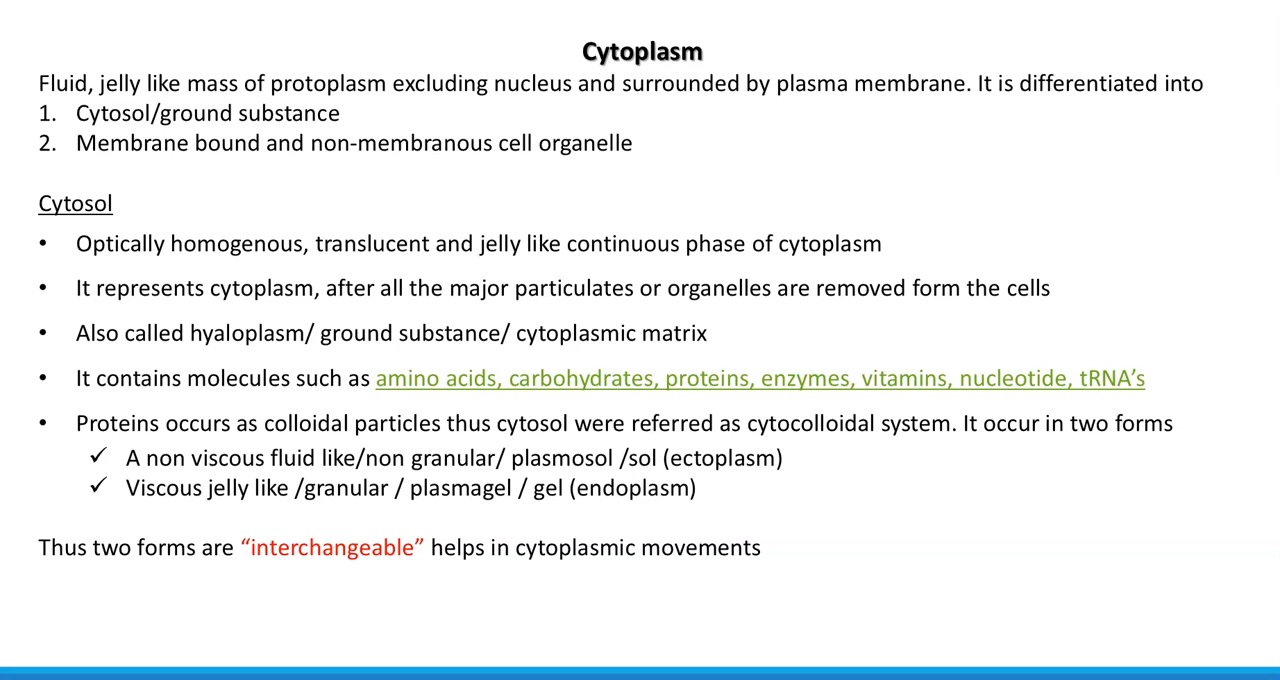 Cytoplasm
Fluid, jelly like mass of protoplasm excluding nucleus and surrounded by plasma membrane. It is differentiated into
1. Cytosol/ground substance
2. Membrane bound and non-membranous cell organelle
Cytosol
• Optically homogenous, translucent and jelly like continuous phase of cytoplasm
• It represents cytoplasm, after all the major particulates or organelles are removed form the cells
• Also called hyaloplasm/ ground substance/ cytoplasmic matrix
• It contains molecules such as amino acids, carbohydrates, proteins, enzymes, vitamins, nucleotide, tRNA’s
• Proteins occurs as colloidal particles thus cytosol were referred as cytocolloidal system. It occur in two forms
✓ A non viscous fluid like/non granular/ plasmosol /sol (ectoplasm)
✓ Viscous jelly like /granular / plasmagel / gel (endoplasm)
Thus two forms are “interchangeable” helps in cytoplasmic movements